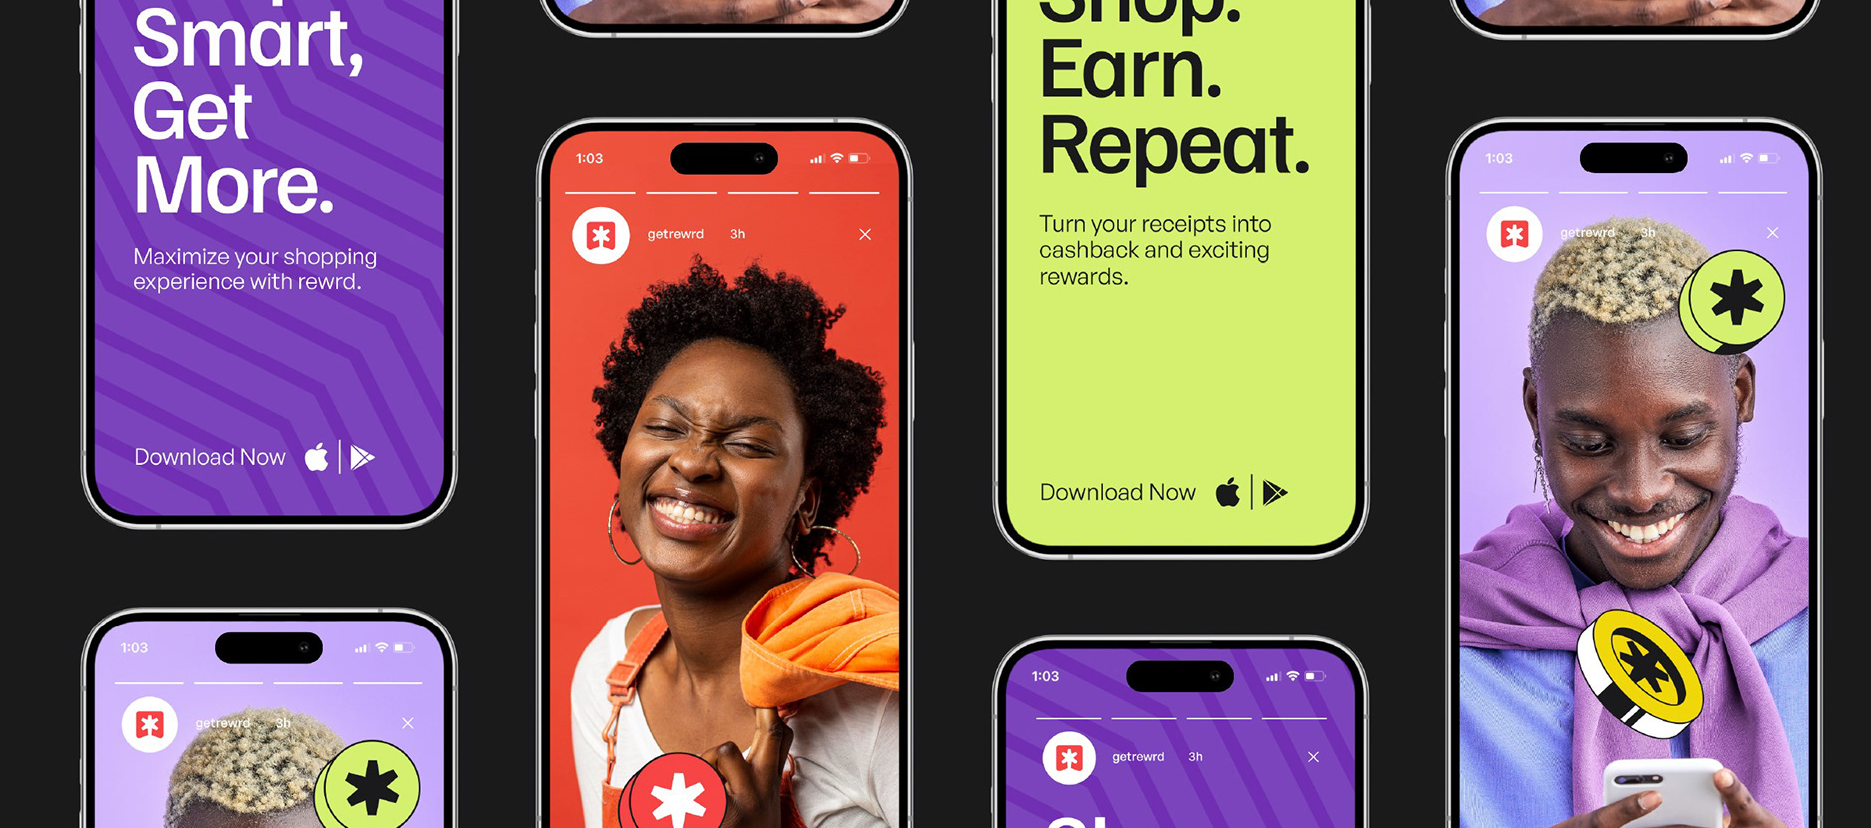 Smart,
Get
More.
Maximize your shopping
experience with rewrd.
Download Now
1:03
getrewrd 3h
1:03
getrewrd 3h
Shop.
Earn.
Repeat.
Turn your receipts into
cashback and exciting
rewards.
Download Now
1:03
getrewrd 3h
1:03
getrewrd 3h